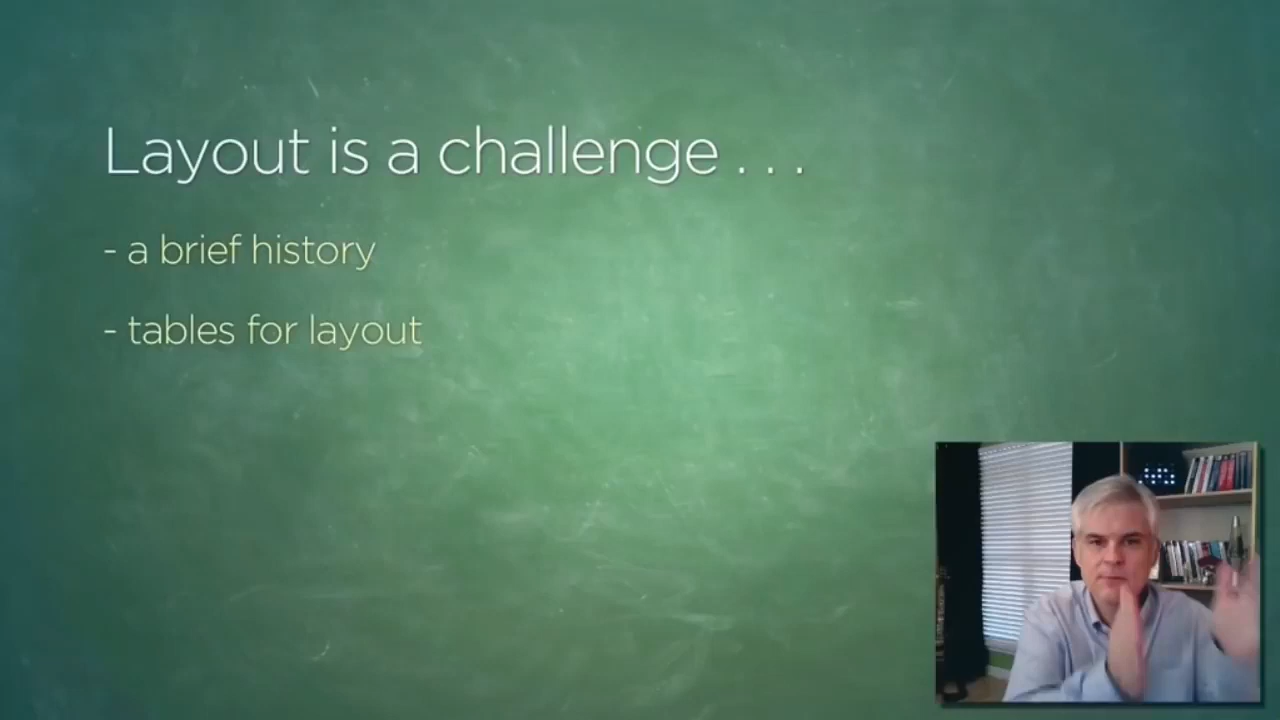 Layout is a challenge . . .
- a brief history
- tables for layout